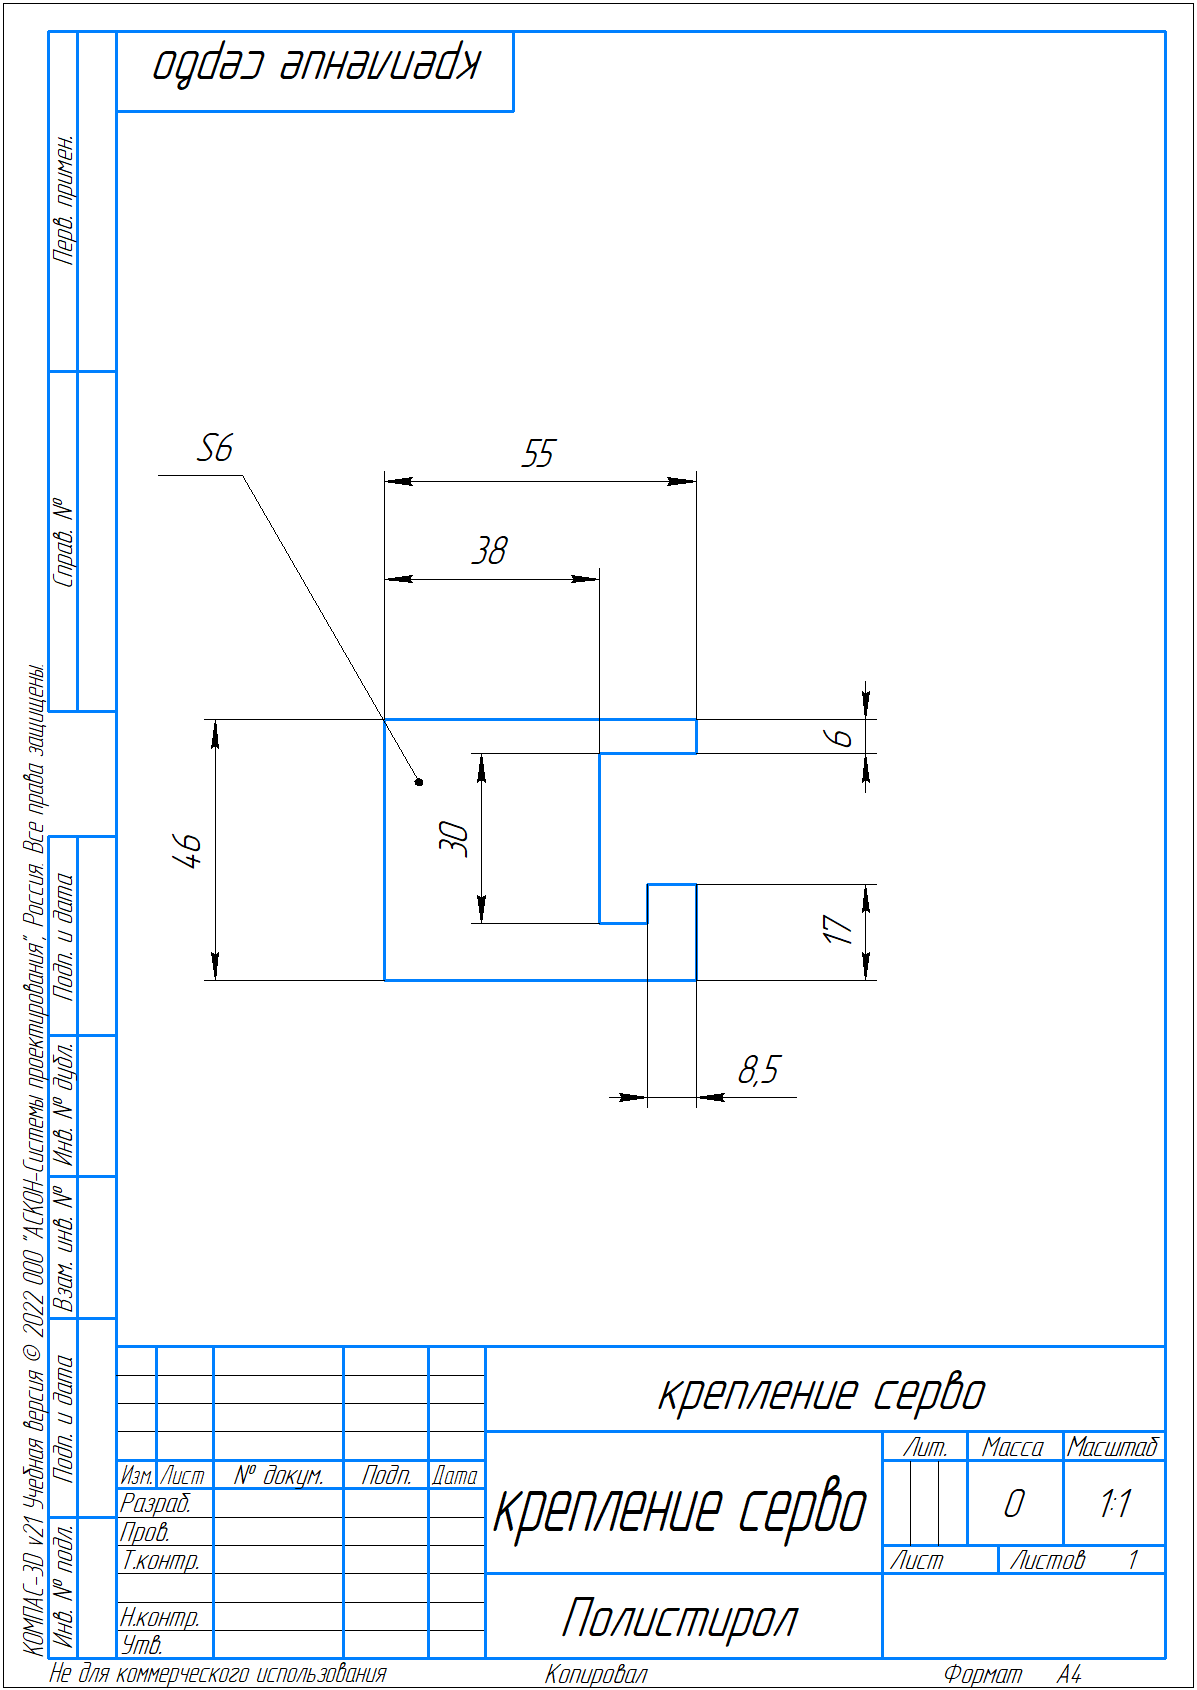 крепление серво
Перв. примен.
Справ. №
Подп. и дата
Инв. № дубл.
Взам. инв. №
Подп. и дата
Инв. № подл.
КОМПАС-3D v21 Учебная версия © 2022 ООО "АСКОН-Системы проектирования", Россия. Все права защищены.
S6
55
38
6
46
30
17
8,5
крепление серво
Лит. Масса Масштаб
Изм. Лист № докум. Подп. Дата
Разраб.
крепление серво
0
1:1
Пров.
Т.контр.
Лист Листов 1
Н.контр.
Полистирол
Утв.
Не для коммерческого использования Копировал Формат A4